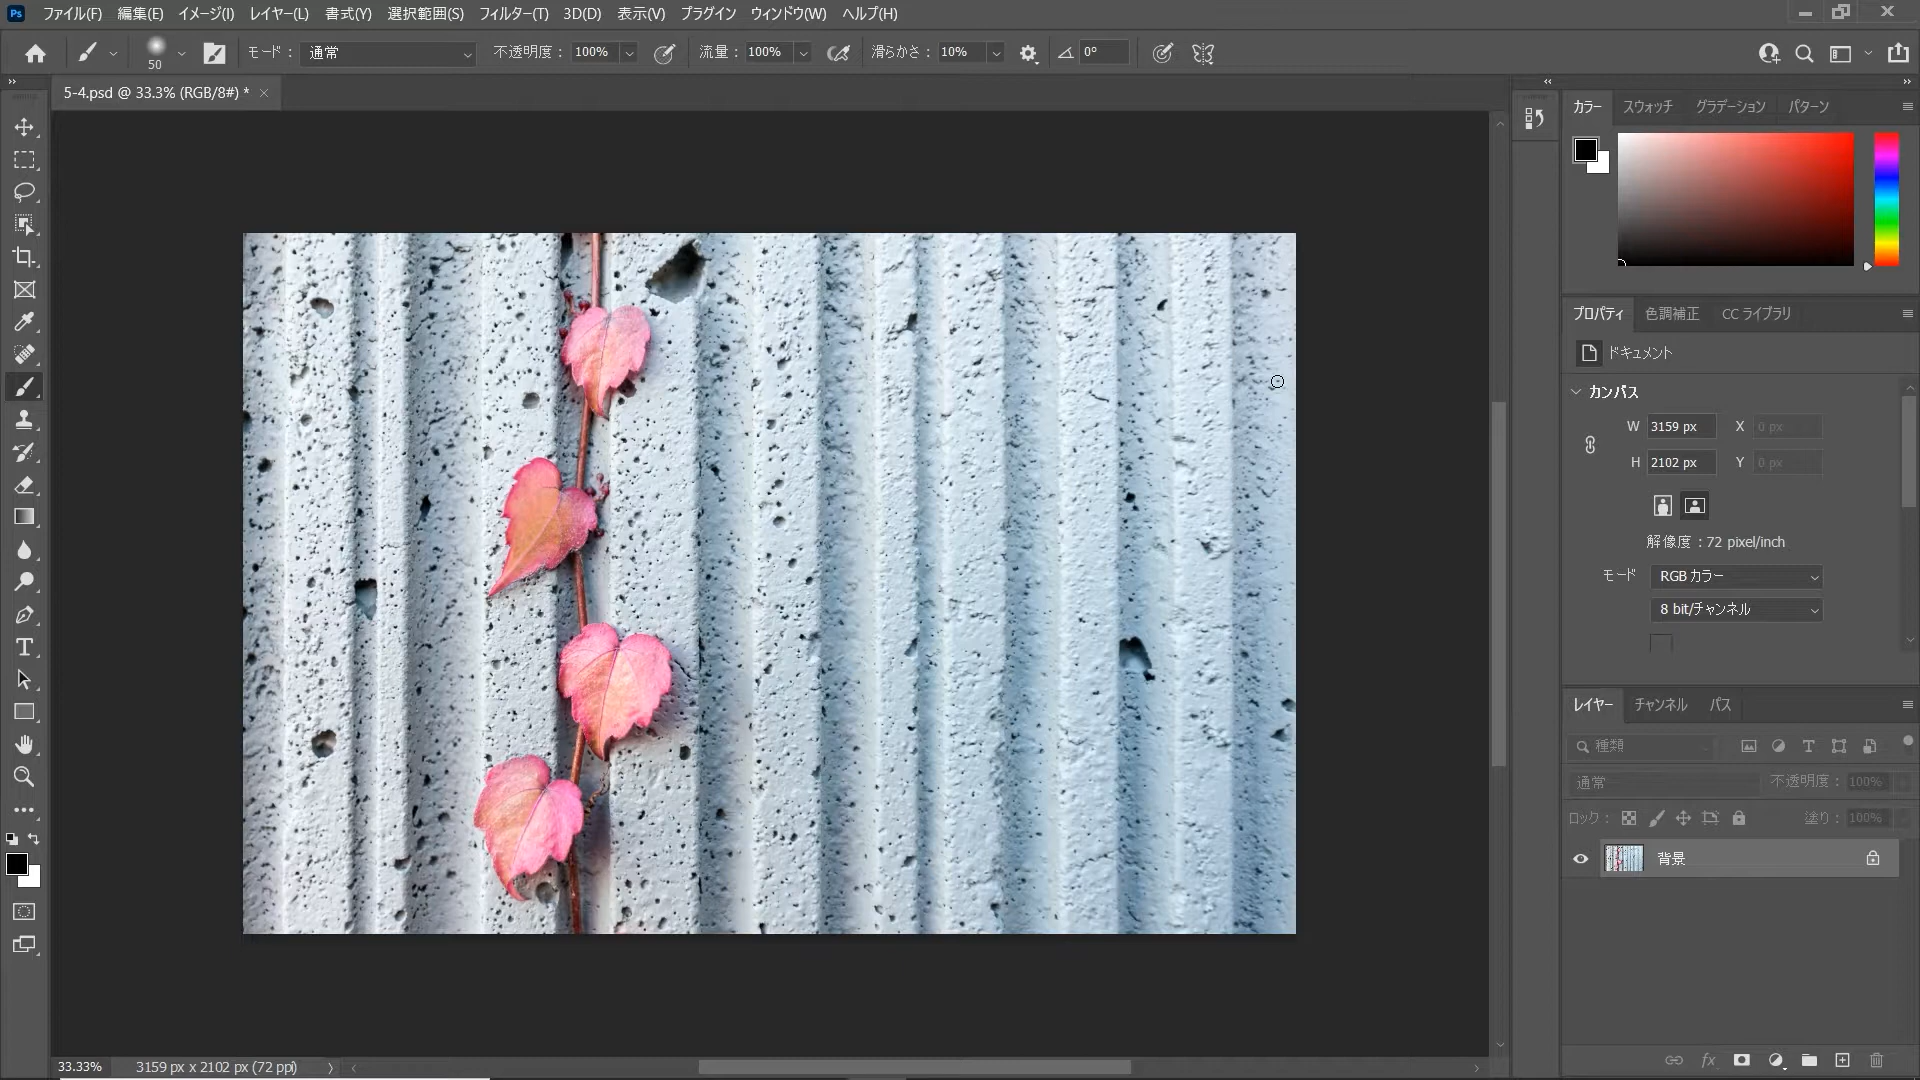 Ps ファイル(F) 編集(E) イメージ(I) レイヤー(L) 書式(Y) 選択範囲(S) フィルター(T) 3D(D) 表示(V) プラグイン ウィンドウ(W) ヘルプ(H)
50 モード： 通常 不透明度： 100% 流量： 100% 滑らかさ： 10% 0°
5-4.psd @ 33.3% (RGB/8#) *
カラー スウォッチ グラデーション パターン
プロパティ 色調補正 CC ライブラリ
ドキュメント
カンバス
W 3159 px X 0 px
H 2102 px Y 0 px
解像度：72 pixel/inch
モード RGB カラー
8 bit/チャンネル
レイヤー チャンネル パス
種類
通常 不透明度： 100%
ロック： 塗り： 100%
背景
fx
33.33% 3159 px x 2102 px (72 ppi)